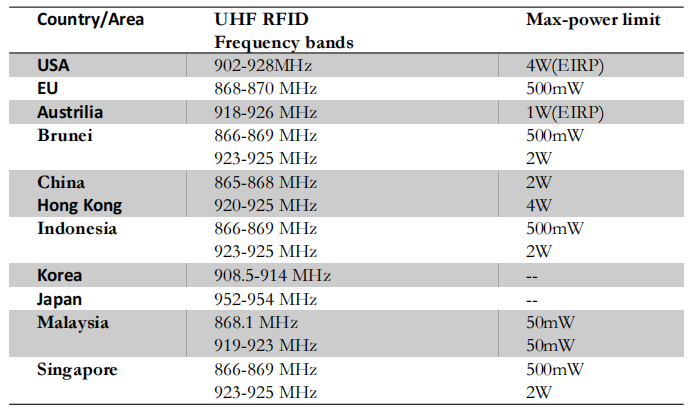 Country/Area UHF RFID Max-power limit
Frequency bands
USA 902-928MHz 4W(EIRP)
EU 868-870 MHz 500mW
Austrilia 918-926 MHz 1W(EIRP)
Brunei 866-869 MHz 500mW
923-925 MHz 2W
China 865-868 MHz 2W
Hong Kong 920-925 MHz 4W
Indonesia 866-869 MHz 500mW
923-925 MHz 2W
Korea 908.5-914 MHz --
Japan 952-954 MHz --
Malaysia 868.1 MHz 50mW
919-923 MHz 50mW
Singapore 866-869 MHz 500mW
923-925 MHz 2W